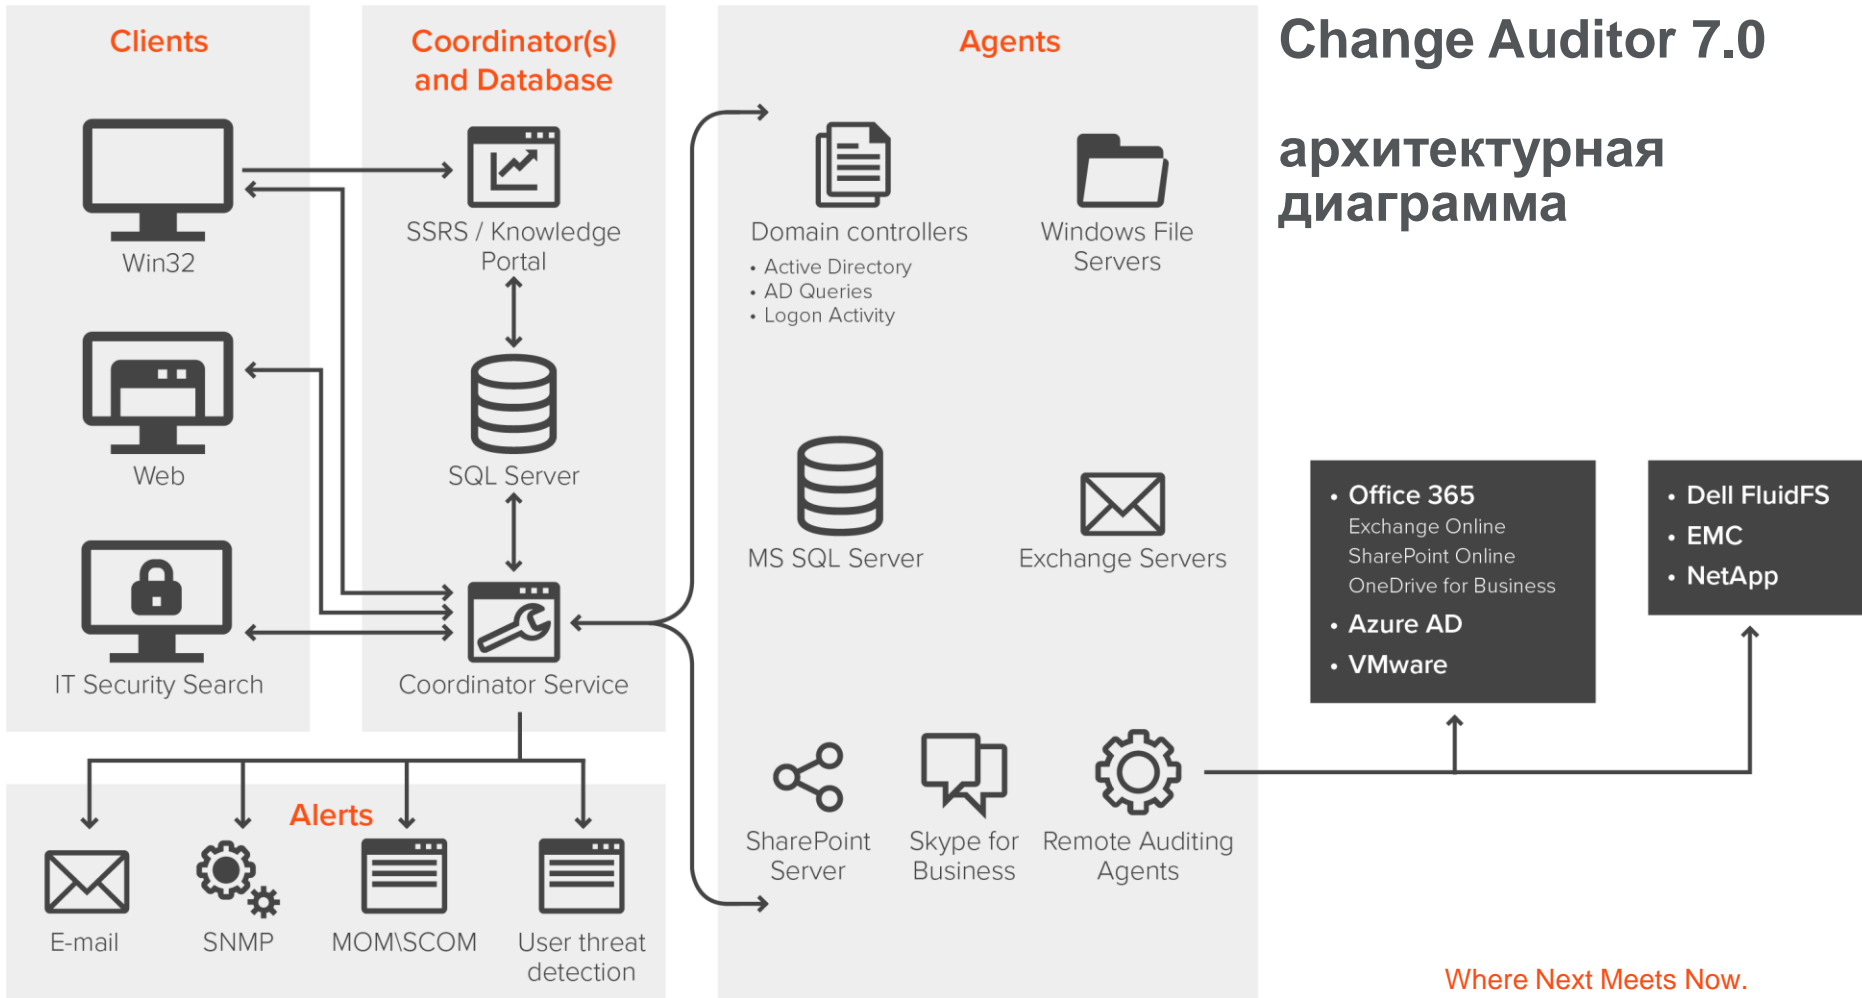 Change Auditor 7.0
архитектурная
диаграмма
Clients
Win32
Web
IT Security Search
Coordinator(s)
and Database
SSRS / Knowledge
Portal
SQL Server
Coordinator Service
Agents
Domain controllers
• Active Directory
• AD Queries
• Logon Activity
Windows File
Servers
MS SQL Server
Exchange Servers
SharePoint
Server
Skype for
Business
Remote Auditing
Agents
• Office 365
Exchange Online
SharePoint Online
OneDrive for Business
• Azure AD
• VMware
• Dell FluidFS
• EMC
• NetApp
Alerts
E-mail
SNMP
MOM\SCOM
User threat
detection
Where Next Meets Now.